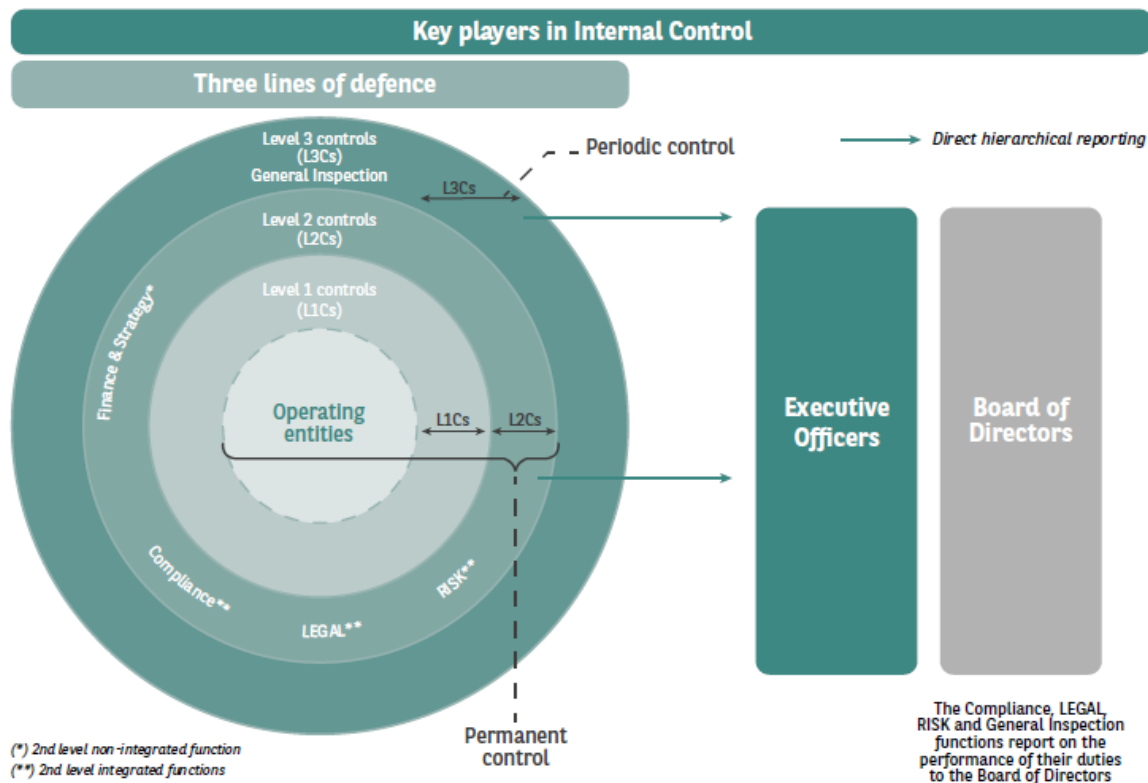 Key players in Internal Control
Three lines of defence
Level 3 controls
(L3Cs)
General Inspection
Periodic control
Direct hierarchical reporting
L3Cs
Level 2 controls
(L2Cs)
Level 1 controls
(L1Cs)
Finance & Strategy*
Operating
entities
L1Cs
L2Cs
Executive
Officers
Board of
Directors
Compliance**
LEGAL**
RISK**
Permanent
control
(*) 2nd level non-integrated function
(**) 2nd level integrated functions
The Compliance, LEGAL,
RISK and General Inspection
functions report on the
performance of their duties
to the Board of Directors